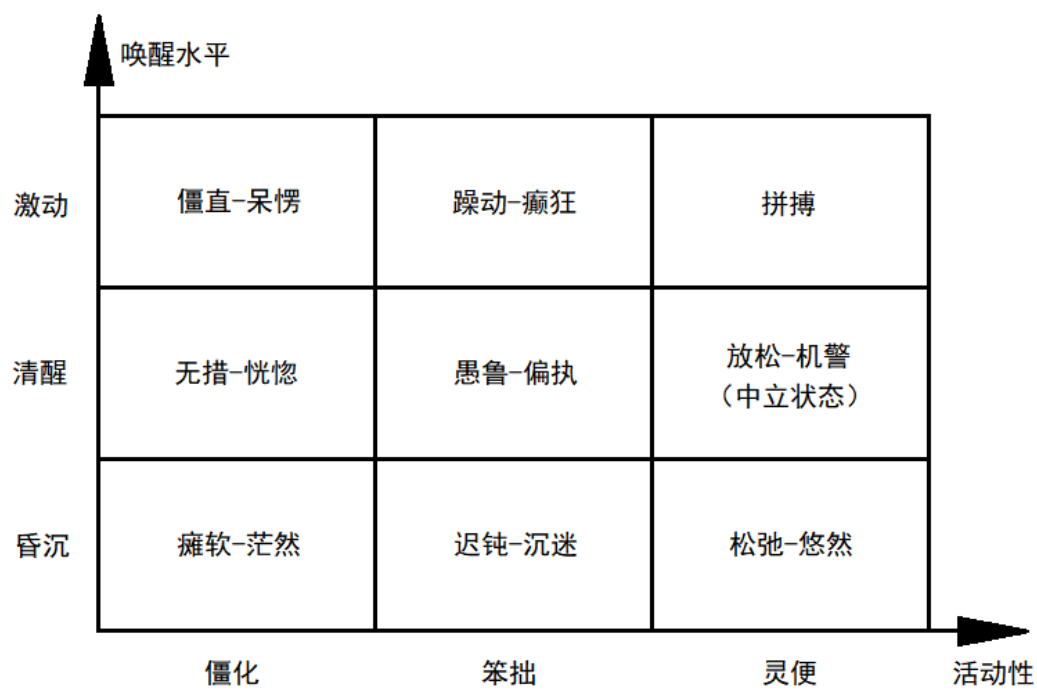 唤醒水平
激动
僵直-呆愣
躁动-癫狂
拼搏
清醒
无措-恍惚
愚鲁-偏执
放松-机警
（中立状态）
昏沉
瘫软-茫然
迟钝-沉迷
松弛-悠然
僵化
笨拙
灵便
活动性